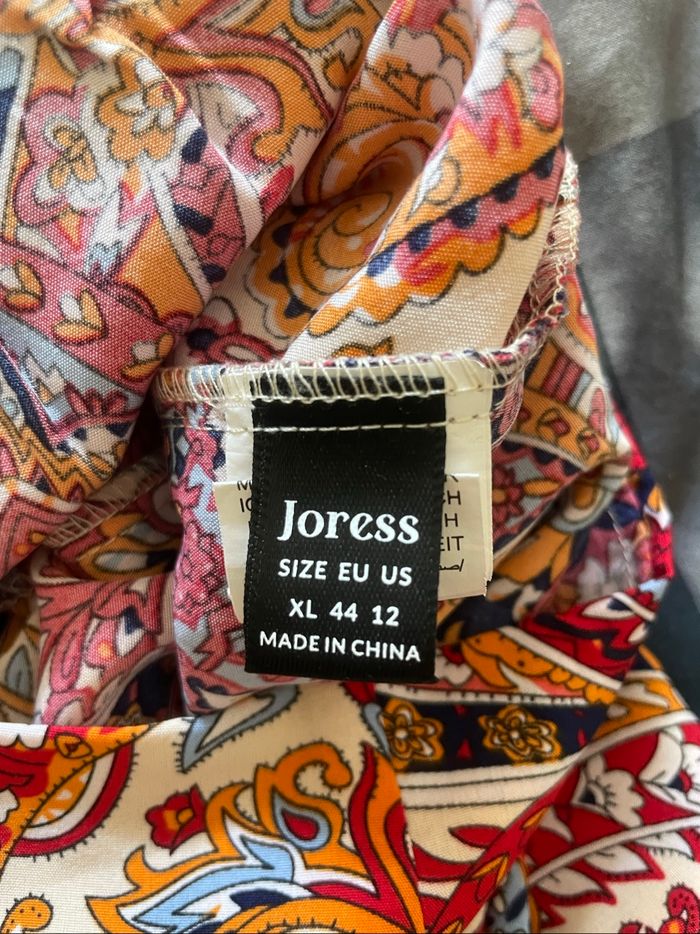 Joress
SIZE EU US
XL 44 12
MADE IN CHINA